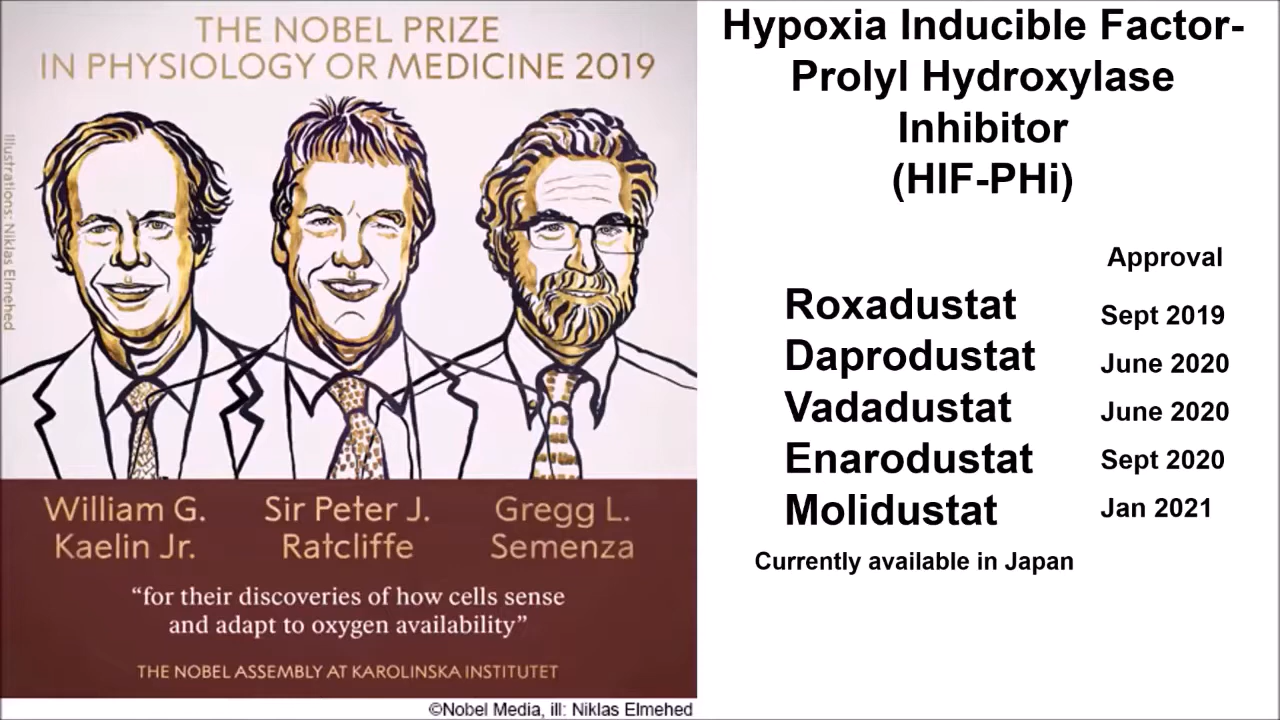 THE NOBEL PRIZE
IN PHYSIOLOGY OR MEDICINE 2019
Illustrations: Niklas Elmehed
William G.
Kaelin Jr.
Sir Peter J.
Ratcliffe
Gregg L.
Semenza
“for their discoveries of how cells sense
and adapt to oxygen availability”
THE NOBEL ASSEMBLY AT KAROLINSKA INSTITUTET
©Nobel Media, ill: Niklas Elmehed
Hypoxia Inducible Factor-
Prolyl Hydroxylase
Inhibitor
(HIF-PHi)
Approval
Roxadustat Sept 2019
Daprodustat June 2020
Vadadustat June 2020
Enarodustat Sept 2020
Molidustat Jan 2021
Currently available in Japan